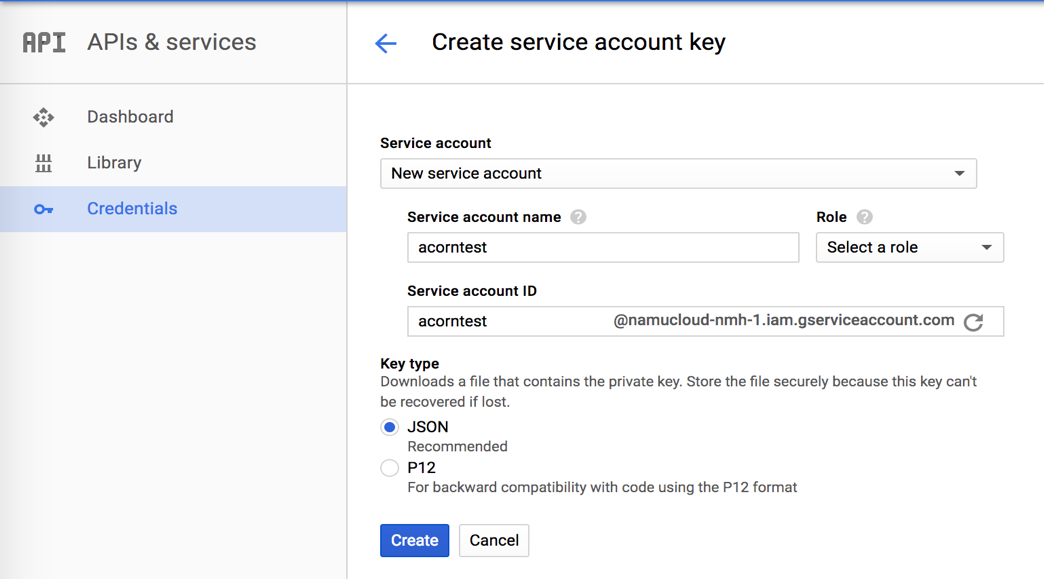 API APIs & services
Create service account key
Dashboard
Library
Credentials
Service account
New service account
Service account name ?
Role ?
acorntest
Select a role
Service account ID
acorntest @namucloud-nmh-1.iam.gserviceaccount.com
Key type
Downloads a file that contains the private key. Store the file securely because this key can't
be recovered if lost.
JSON
Recommended
P12
For backward compatibility with code using the P12 format
Create Cancel